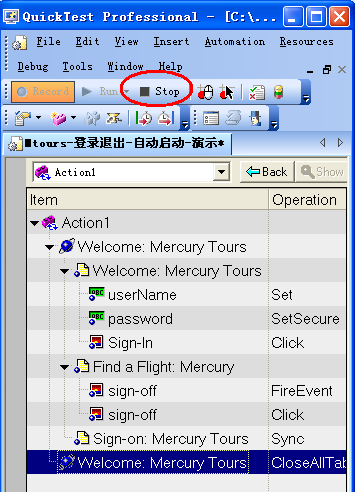 QuickTest Professional - [C:\...
File Edit View Insert Automation Resources
Debug Tools Window Help
Record Run Stop
tours-登录退出-自动启动-演示*
Action1 Back Show
Item Operation
Action1
Welcome: Mercury Tours
Welcome: Mercury Tours
userName Set
password SetSecure
Sign-In Click
Find a Flight: Mercury
sign-off FireEvent
sign-off Click
Sign-on: Mercury Tours Sync
Welcome: Mercury Tours CloseAllTab